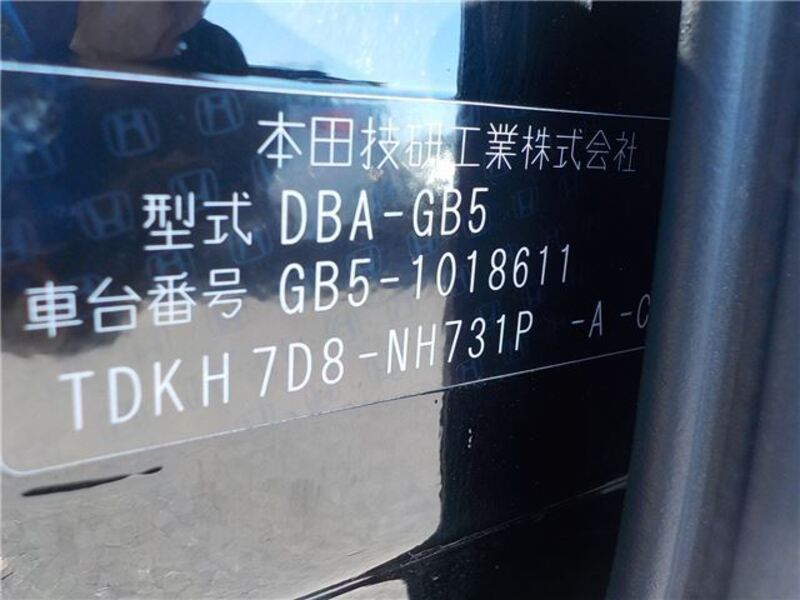 本田技研工業株式会社
型式 DBA-GB5
車台番号 GB5-1018611
TDKH 7D8-NH731P -A -C